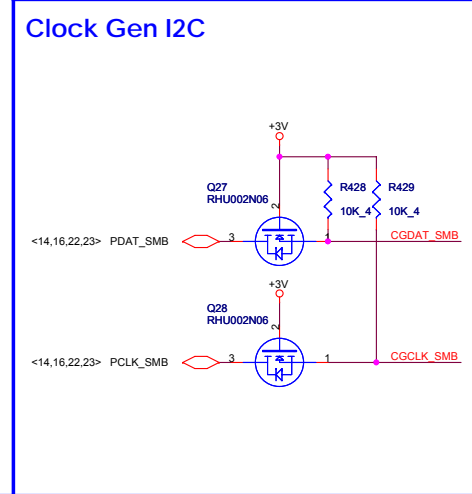 Clock Gen I2C
+3V
Q27
RHU002N06
2
R428
R429
10K_4
10K_4
<14,16,22,23> PDAT_SMB
3
1
CGDAT_SMB
+3V
Q28
RHU002N06
2
<14,16,22,23> PCLK_SMB
3
1
CGCLK_SMB